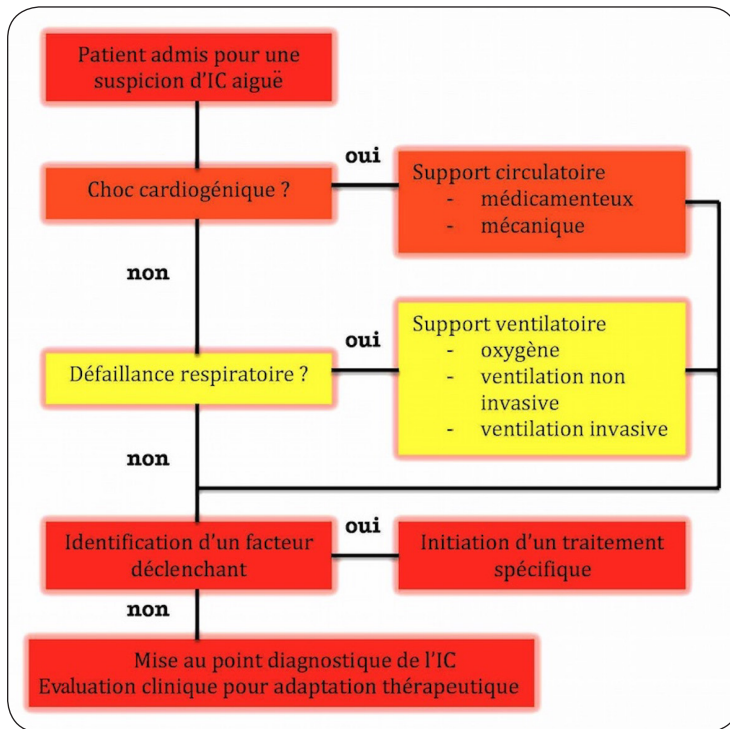 Patient admis pour une
suspicion d'IC aiguë
oui
Choc cardiogénique ?
Support circulatoire
- médicamenteux
- mécanique
non
oui
Défaillance respiratoire ?
Support ventilatoire
- oxygène
- ventilation non
invasive
- ventilation invasive
non
oui
Identification d'un facteur
déclenchant
Initiation d'un traitement
spécifique
non
Mise au point diagnostique de l'IC
Evaluation clinique pour adaptation thérapeutique